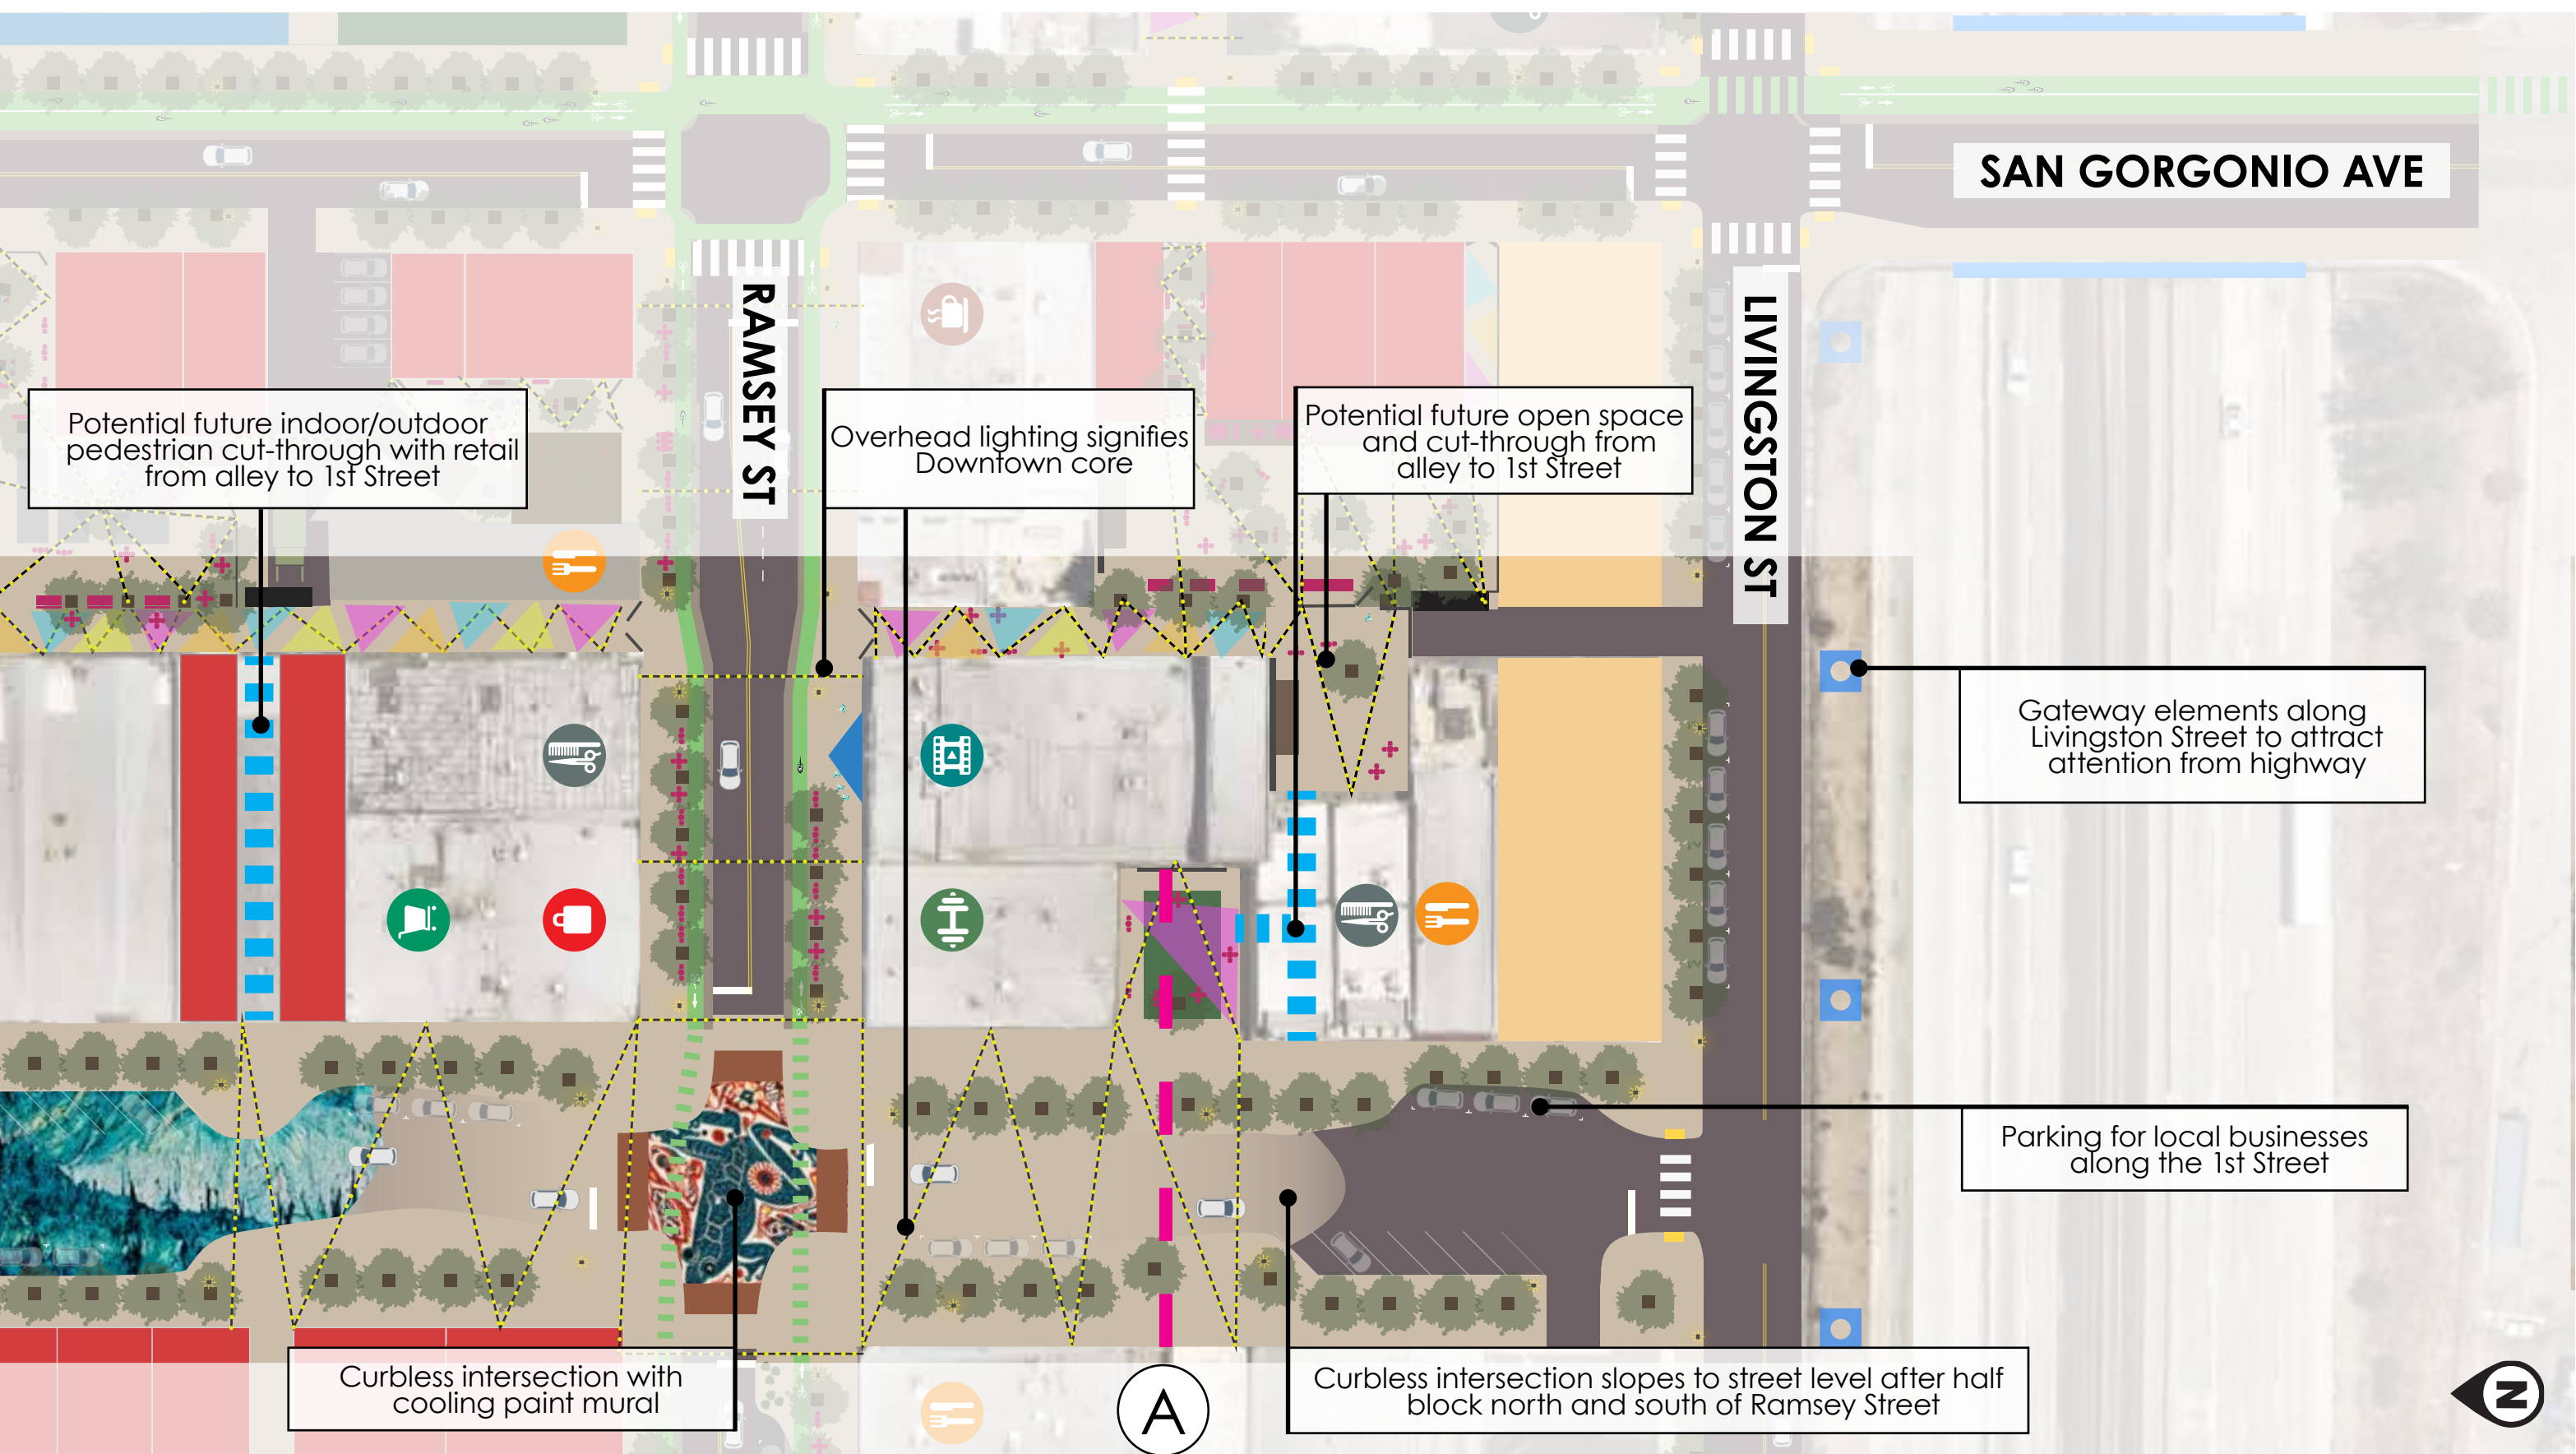 SAN GORGONIO AVE
RAMSEY ST
LIVINGSTON ST
Potential future indoor/outdoor
pedestrian cut-through with retail
from alley to 1st Street
Overhead lighting signifies
Downtown core
Potential future open space
and cut-through from
alley to 1st Street
Gateway elements along
Livingston Street to attract
attention from highway
Parking for local businesses
along the 1st Street
Curbless intersection with
cooling paint mural
A
Curbless intersection slopes to street level after half
block north and south of Ramsey Street
N